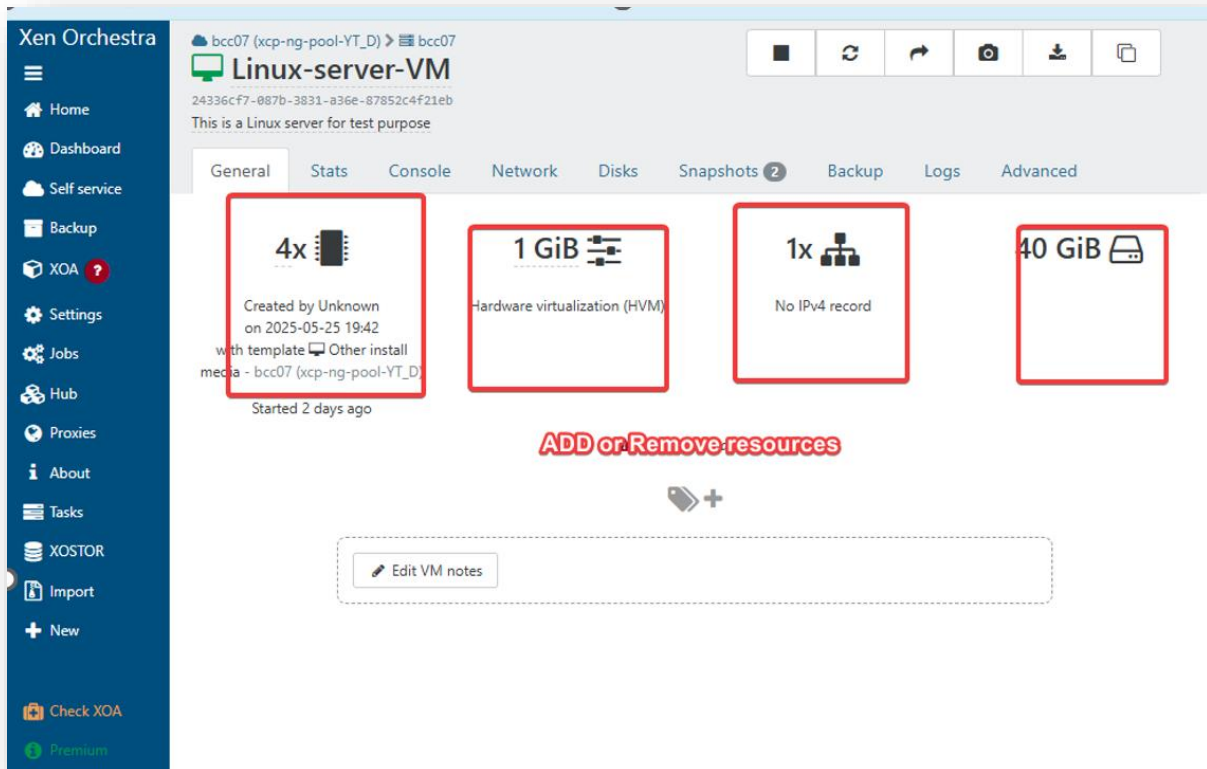 Xen Orchestra
Home
Dashboard
Self service
Backup
XOA ?
Settings
Jobs
Hub
Proxies
About
Tasks
XOSTOR
Import
New
Check XOA
Premium
bcc07 (xcp-ng-pool-YT_D) > bcc07
Linux-server-VM
24336cf7-087b-3831-a36e-87852c4f21eb
This is a Linux server for test purpose
General Stats Console Network Disks Snapshots 2 Backup Logs Advanced
4x 1 GiB 1x 40 GiB
Created by Unknown
on 2025-05-25 19:42
with template Other install
media - bcc07 (xcp-ng-pool-YT_D)
Started 2 days ago
Hardware virtualization (HVM)
No IPv4 record
ADD or Remove resources
Edit VM notes